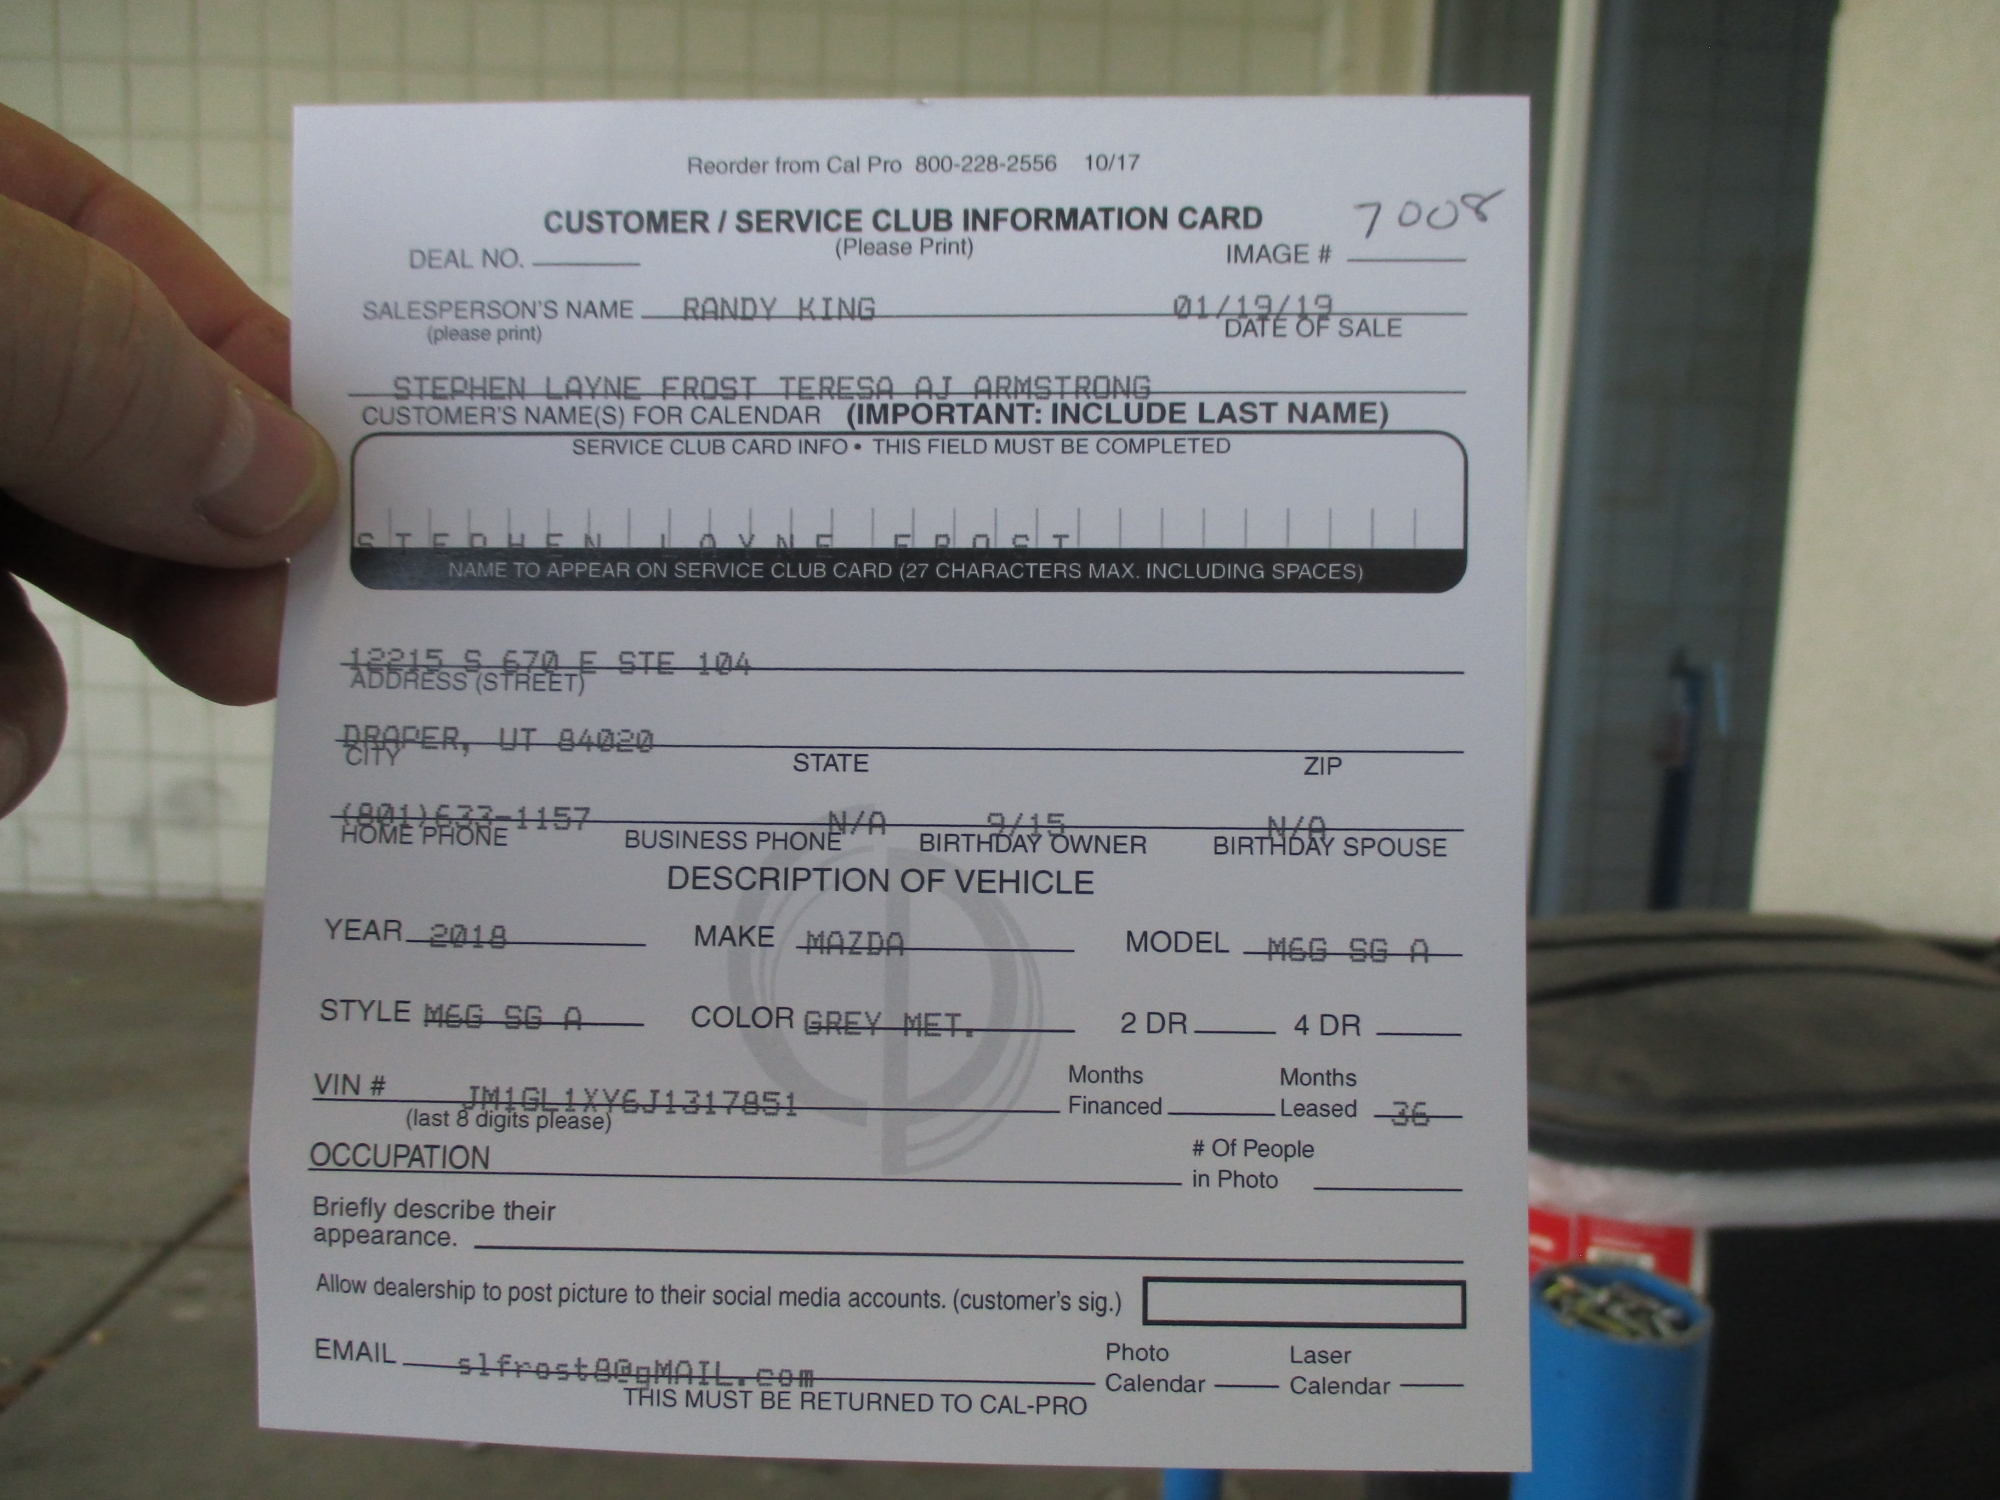 Reorder from Cal Pro 800-228-2556 10/17
CUSTOMER / SERVICE CLUB INFORMATION CARD 7008
(Please Print)
DEAL NO. IMAGE #
SALESPERSON'S NAME RANDY KING 01/19/19
(please print) DATE OF SALE
STEPHEN LAYNE FROST TERESA AJ ARMSTRONG
CUSTOMER'S NAME(S) FOR CALENDAR (IMPORTANT: INCLUDE LAST NAME)
SERVICE CLUB CARD INFO • THIS FIELD MUST BE COMPLETED
STEPHEN LAYNE FROST
NAME TO APPEAR ON SERVICE CLUB CARD (27 CHARACTERS MAX. INCLUDING SPACES)
12215 S 670 E STE 104
ADDRESS (STREET)
DRAPER, UT 84020
CITY STATE ZIP
(801)633-1157 N/A 9/15 N/A
HOME PHONE BUSINESS PHONE BIRTHDAY OWNER BIRTHDAY SPOUSE
DESCRIPTION OF VEHICLE
YEAR 2018 MAKE MAZDA MODEL M6G SG A
STYLE M6G SG A COLOR GREY MET. 2 DR 4 DR
VIN # JM1GL1XY6J1317851 Months Financed Months Leased 36
(last 8 digits please)
OCCUPATION # Of People in Photo
Briefly describe their
appearance.
Allow dealership to post picture to their social media accounts. (customer's sig.)
EMAIL slfrost8@gMAIL.com Photo Calendar Laser Calendar
THIS MUST BE RETURNED TO CAL-PRO